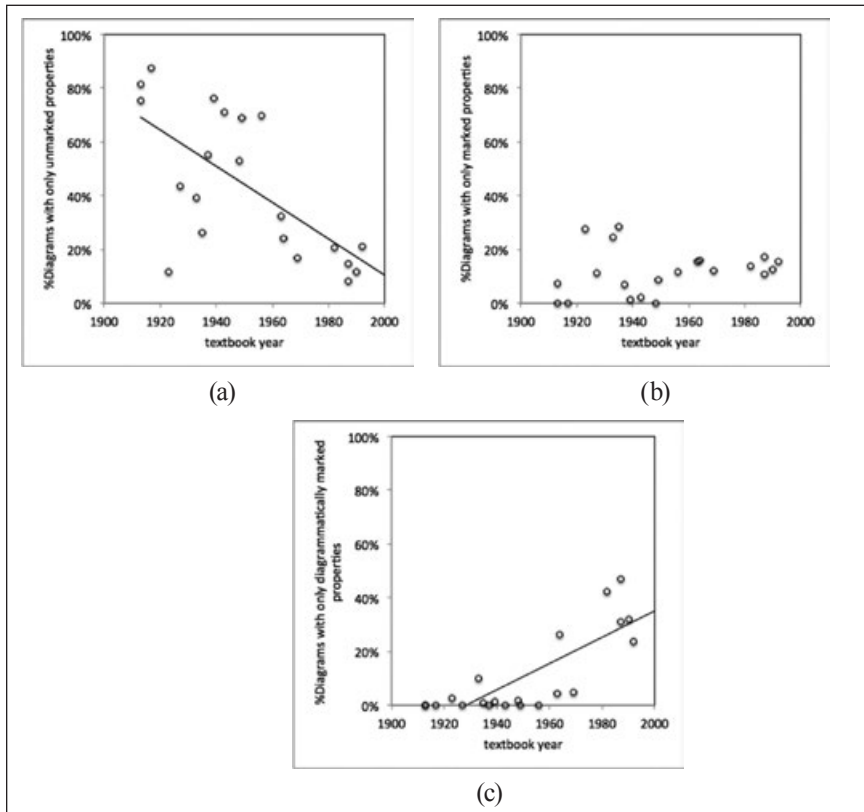 100%
80%
60%
40%
20%
0%
%Diagrams with only unmarked properties
1900 1920 1940 1960 1980 2000
textbook year
(a)
100%
80%
60%
40%
20%
0%
%Diagrams with only marked properties
1900 1920 1940 1960 1980 2000
textbook year
(b)
100%
80%
60%
40%
20%
0%
%Diagrams with only diagrammatically marked
properties
1900 1920 1940 1960 1980 2000
textbook year
(c)